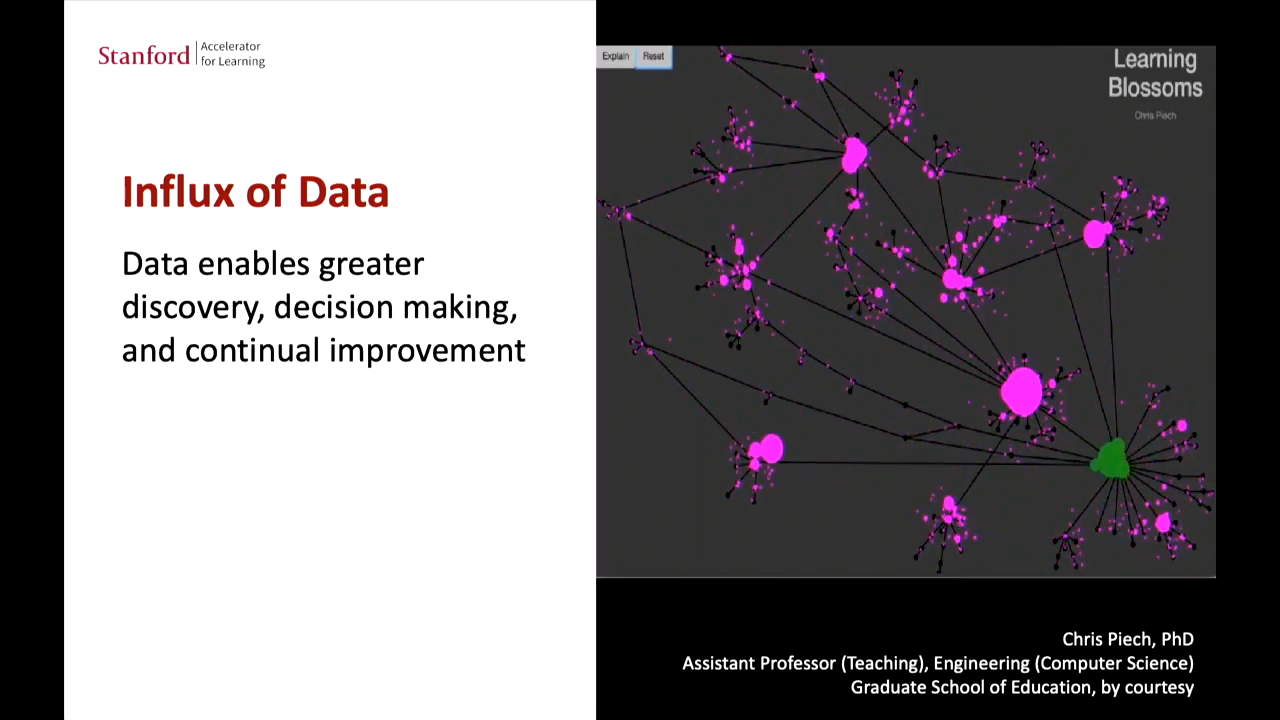 Stanford
Accelerator
for Learning
Influx of Data
Data enables greater
discovery, decision making,
and continual improvement
Explain
Reset
Learning
Blossoms
Chris Piech
Chris Piech, PhD
Assistant Professor (Teaching), Engineering (Computer Science)
Graduate School of Education, by courtesy